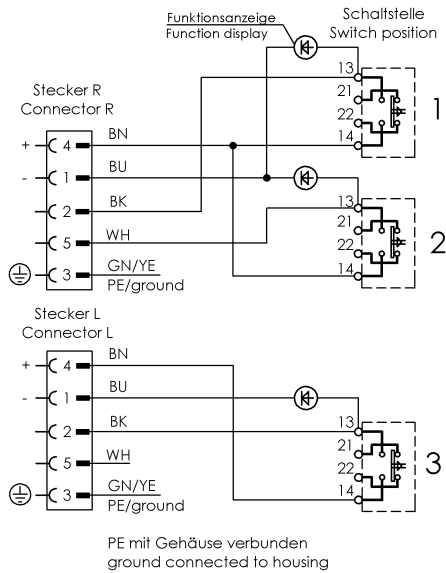 Funktionsanzeige
Function display
Schaltstelle
Switch position
Stecker R
Connector R
+ 4 BN
- 1 BU
2 BK
5 WH
3 GN/YE
PE/ground
13
21
22
14
1
13
21
22
14
2
Stecker L
Connector L
+ 4 BN
- 1 BU
2 BK
5 WH
3 GN/YE
PE/ground
13
21
22
14
3
PE mit Gehäuse verbunden
ground connected to housing